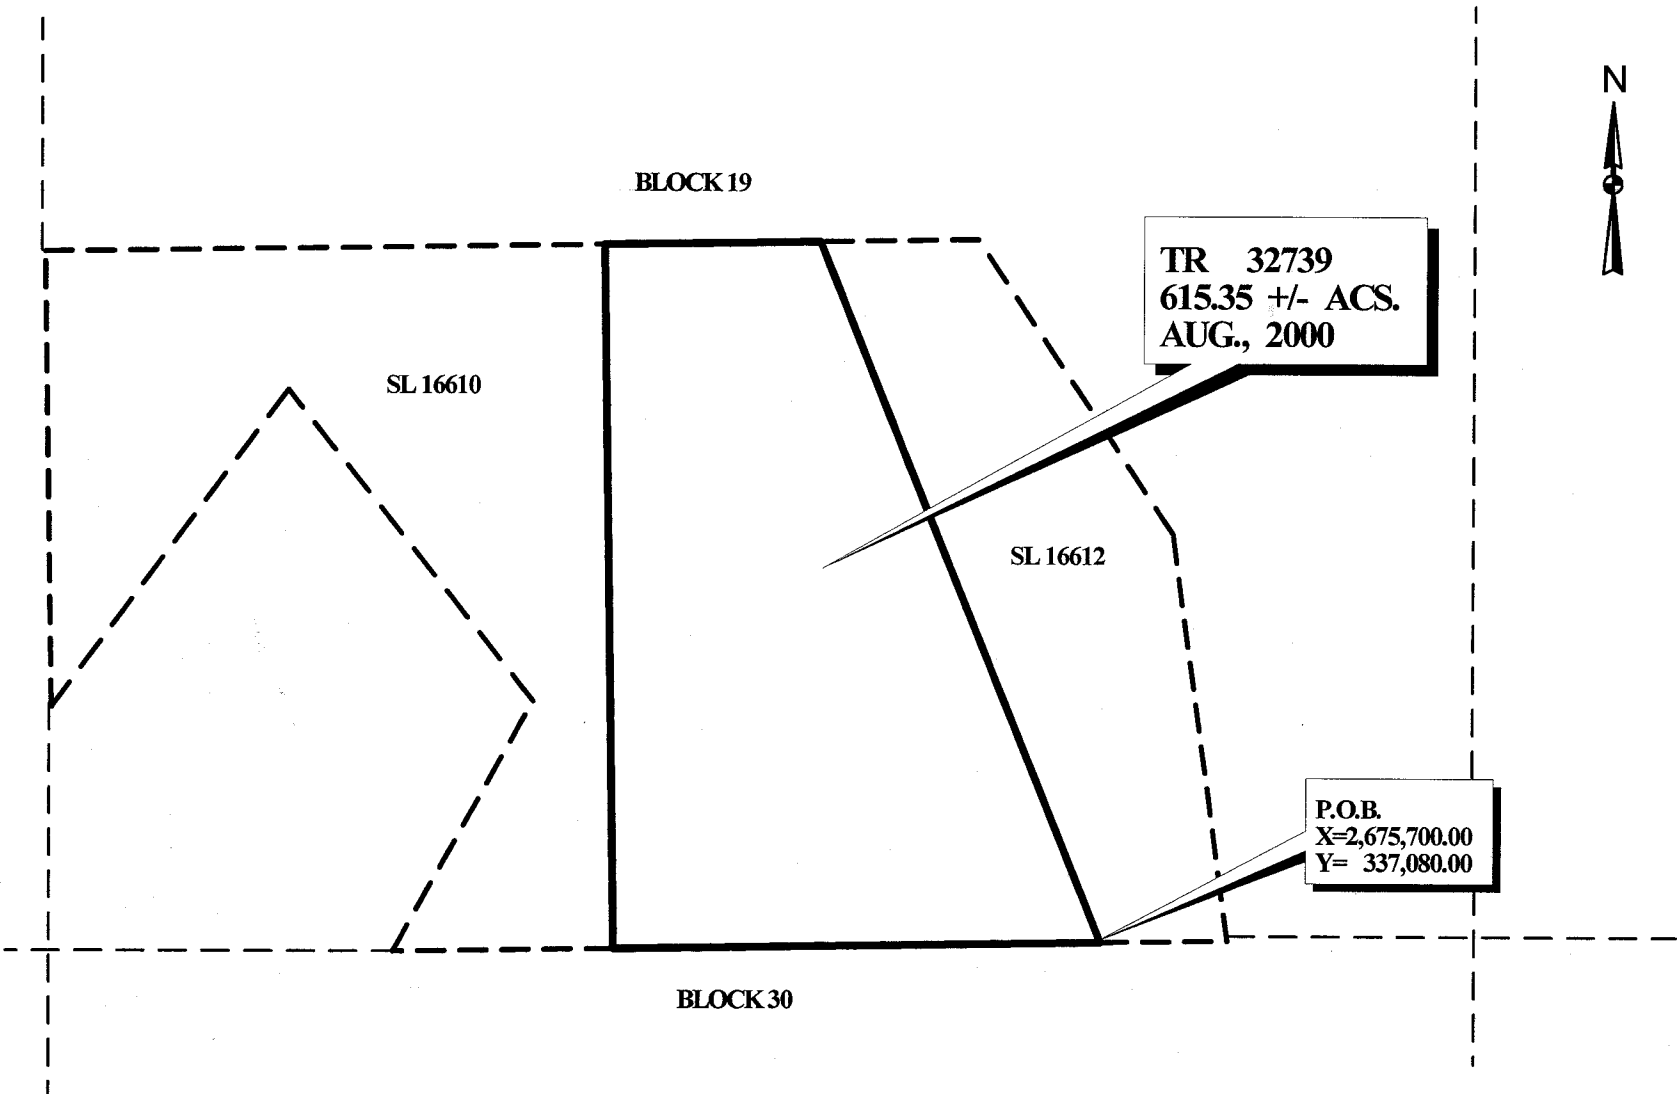 N
BLOCK 19
TR 32739
615.35 +/- ACS.
AUG., 2000
SL 16610
SL 16612
P.O.B.
X=2,675,700.00
Y= 337,080.00
BLOCK 30